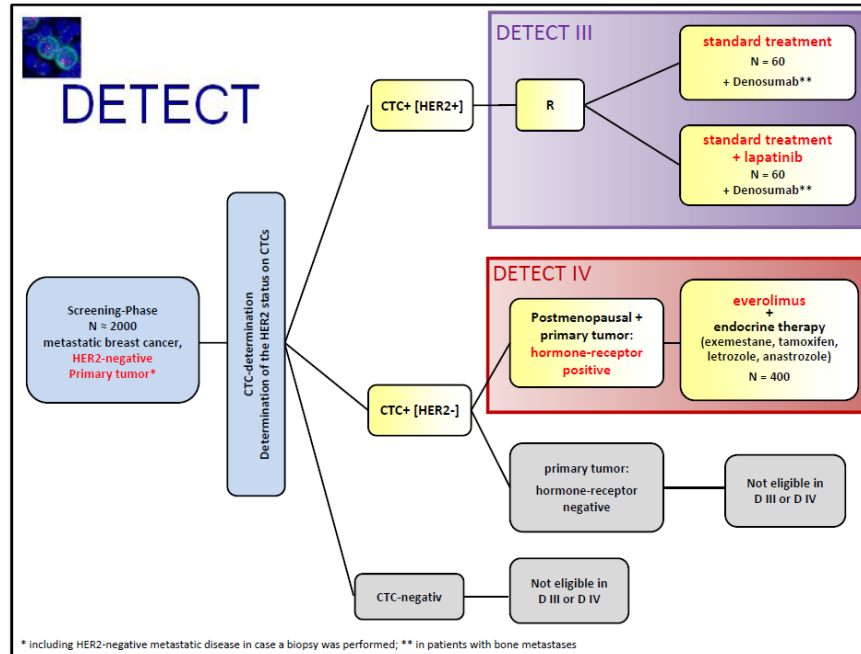 DETECT
DETECT III
CTC+ [HER2+]
R
standard treatment
N = 60
+ Denosumab**
standard treatment
+ lapatinib
N = 60
+ Denosumab**
Screening-Phase
N ≈ 2000
metastatic breast cancer,
HER2-negative
Primary tumor*
CTC-determination
Determination of the HER2 status on CTCs
DETECT IV
CTC+ [HER2-]
Postmenopausal +
primary tumor:
hormone-receptor
positive
everolimus
+
endocrine therapy
(exemestane, tamoxifen,
letrozole, anastrozole)
N = 400
primary tumor:
hormone-receptor
negative
Not eligible in
D III or D IV
CTC-negativ
Not eligible in
D III or D IV
* including HER2-negative metastatic disease in case a biopsy was performed; ** in patients with bone metastases